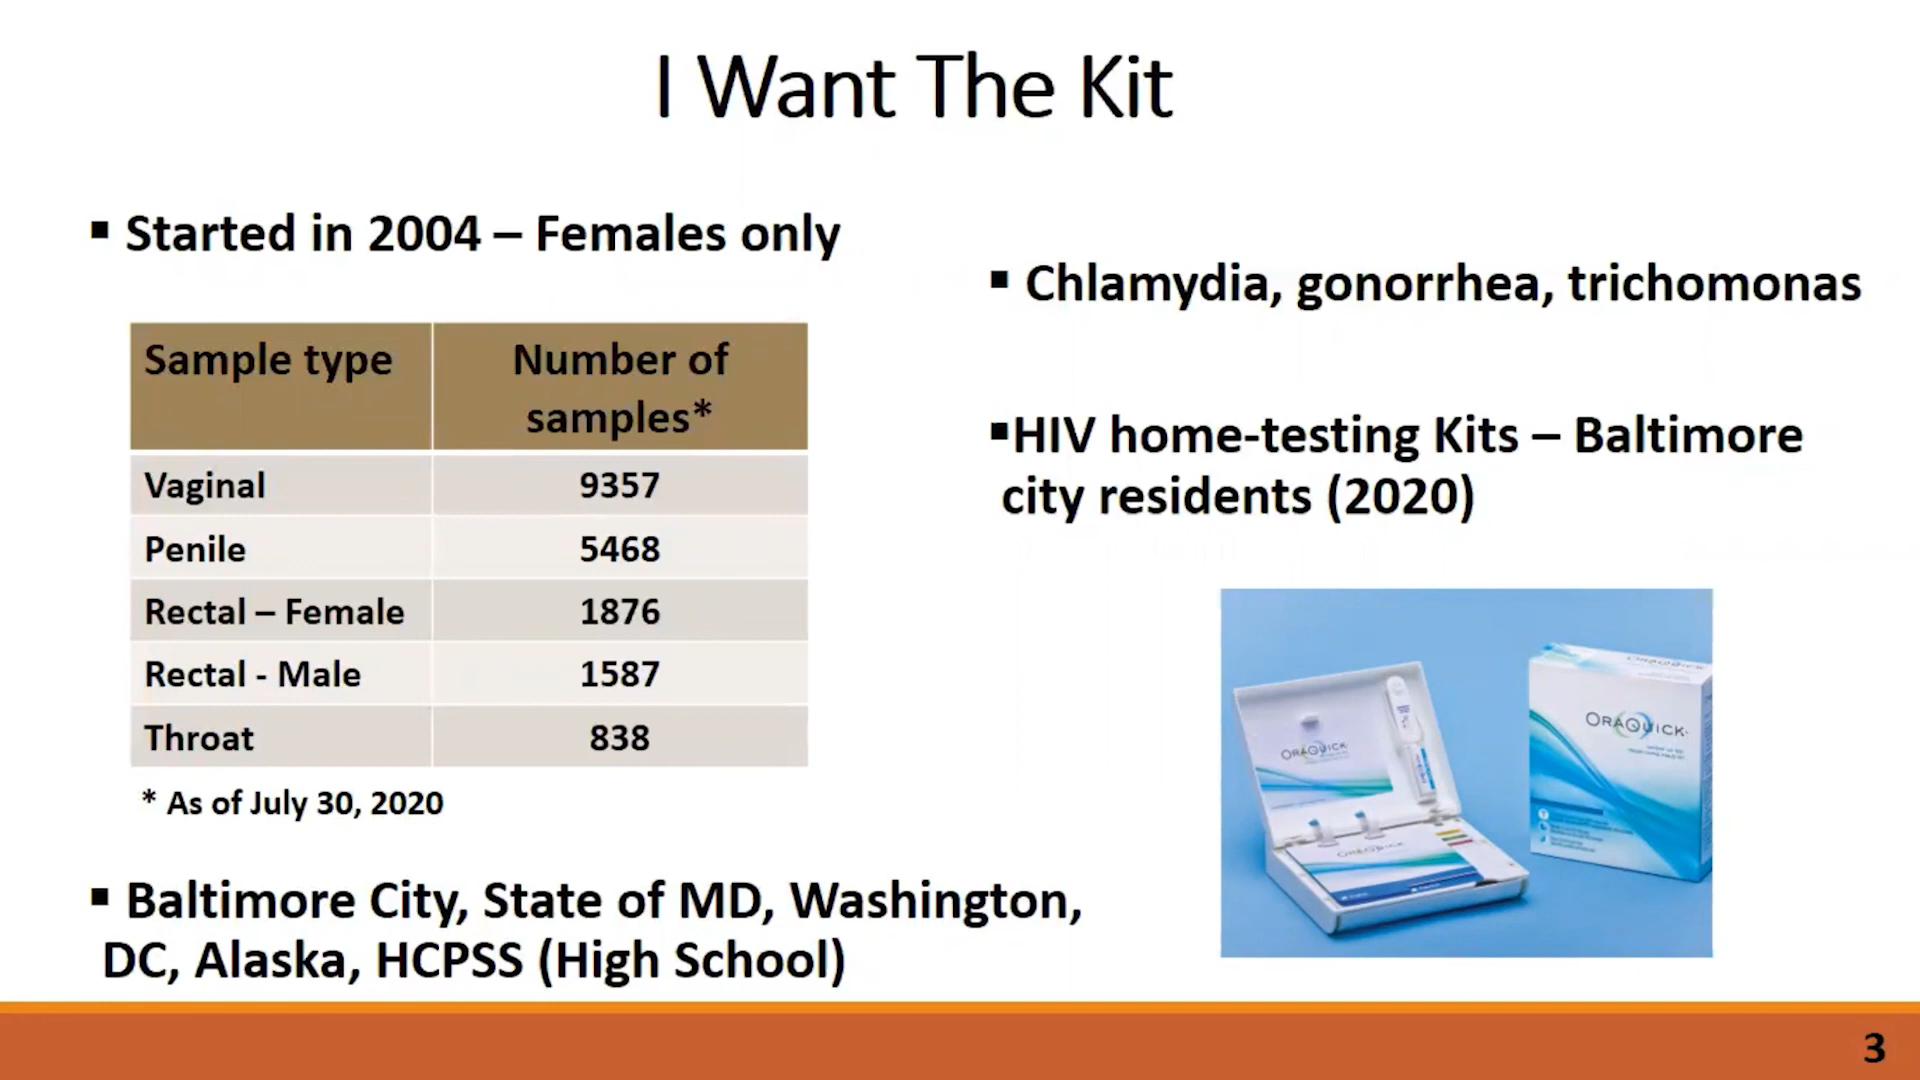 I Want The Kit
▪ Started in 2004 – Females only
Sample type
Number of
samples*
Vaginal 9357
Penile 5468
Rectal – Female 1876
Rectal - Male 1587
Throat 838
* As of July 30, 2020
▪ Baltimore City, State of MD, Washington,
DC, Alaska, HCPSS (High School)
▪ Chlamydia, gonorrhea, trichomonas
▪HIV home-testing Kits – Baltimore
city residents (2020)
ORAQUICK
ORAQUICK
ORAQUICK
3